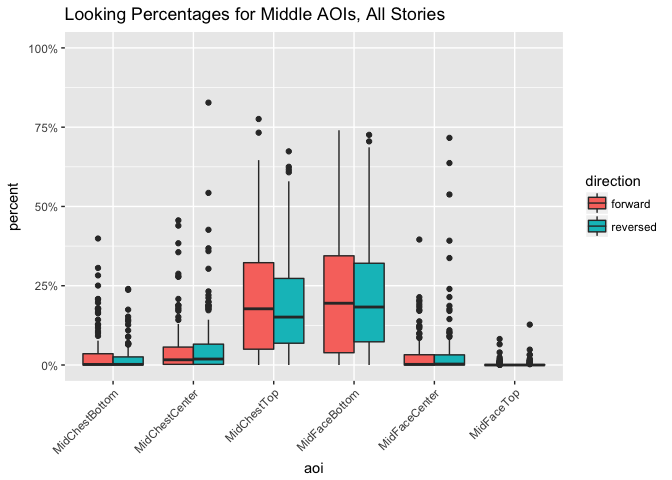 Looking Percentages for Middle AOIs, All Stories
100%
75%
50%
25%
0%
percent
MidChestBottom
MidChestCenter
MidChestTop
MidFaceBottom
MidFaceCenter
MidFaceTop
aoi
direction
forward
reversed